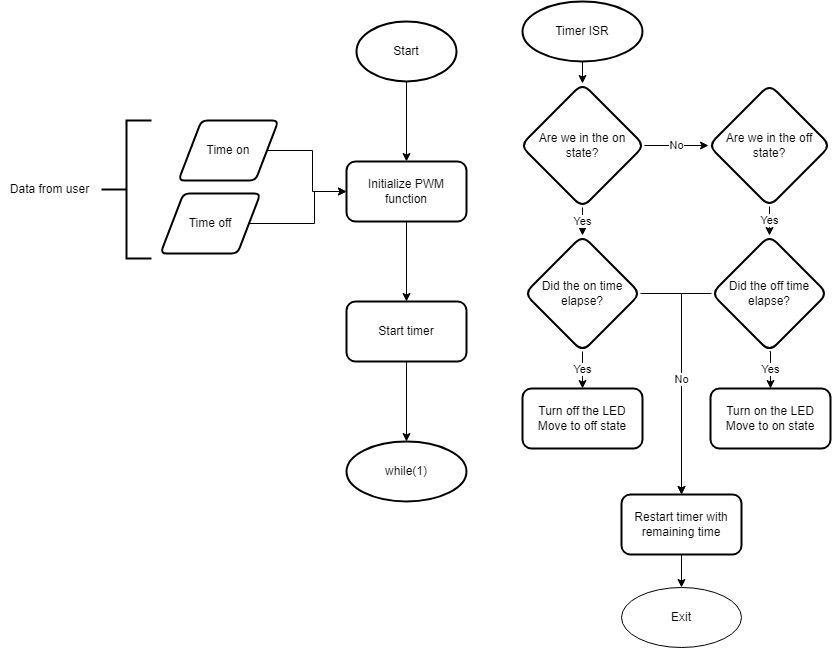 Start
Data from user
Time on
Time off
Initialize PWM
function
Start timer
while(1)
Timer ISR
Are we in the on
state?
No
Are we in the off
state?
Yes
Yes
Did the on time
elapse?
Did the off time
elapse?
Yes
No
Yes
Turn off the LED
Move to off state
Turn on the LED
Move to on state
Restart timer with
remaining time
Exit